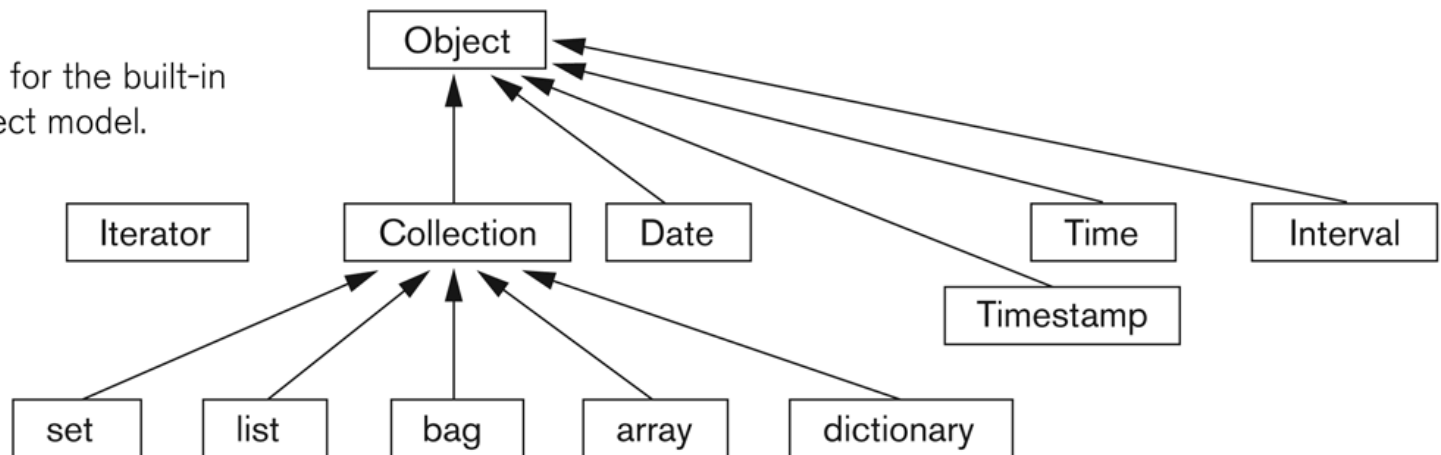 Object
for the built-in
ect model.
Iterator
Collection
Date
Time
Interval
Timestamp
set
list
bag
array
dictionary